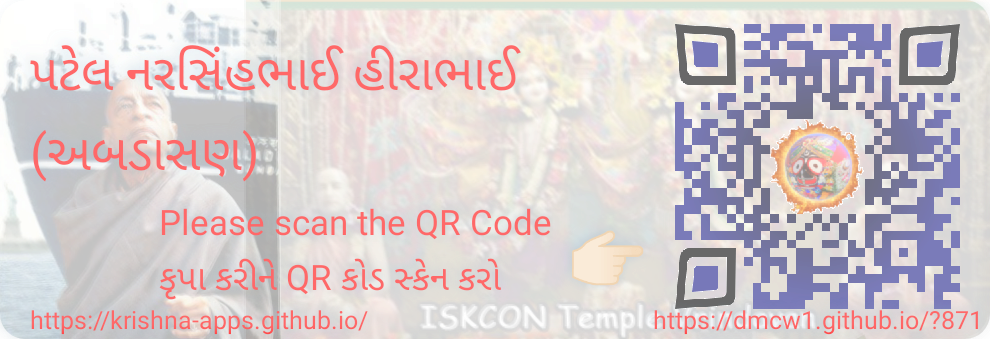 પટેલ નરસિંહભાઈ હીરાભાઈ
(અબડાસણ)
Please scan the QR Code
કૃપા કરીને QR કોડ સ્કેન કરો
https://krishna-apps.github.io/
ISKCON Temple
https://dmcw1.github.io/?871